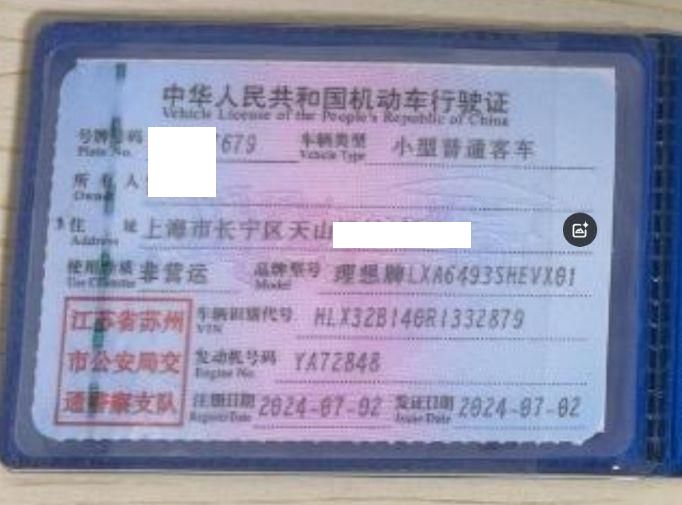 中华人民共和国机动车行驶证
Vehicle License of the People's Republic of China
号牌号码 679 车辆类型 小型普通客车
Plate No. Vehicle Type
所有人
Owner
住址 上海市长宁区天山
Address
使用性质 非营运 品牌型号 理想牌LXA6493SHEVX01
Use Character Model
江苏省苏州
市公安局交
通警察支队
车辆识别代号 HLX32B140R1332879
VIN
发动机号码 YA72848
Engine No.
注册日期 2024-07-02 发证日期 2024-07-02
Register Date Issue Date